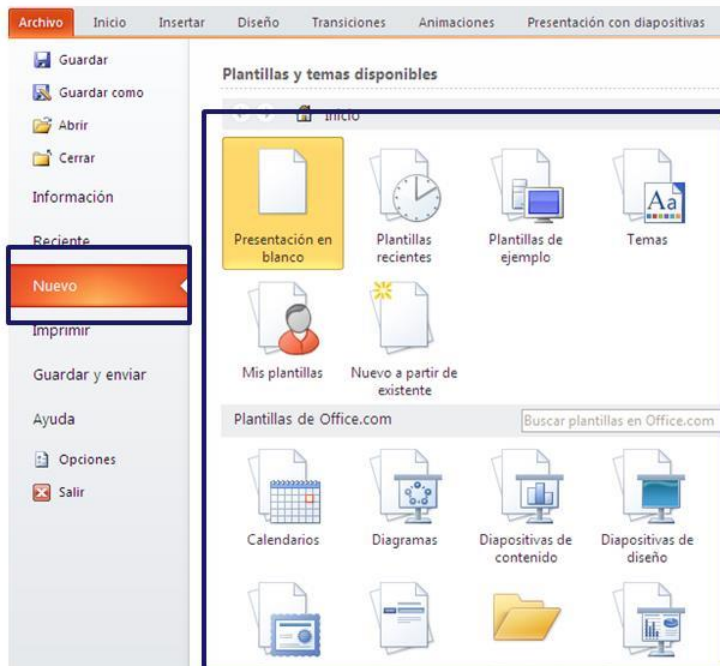 Archivo Inicio Insertar Diseño Transiciones Animaciones Presentación con diapositivas
Guardar
Guardar como
Abrir
Cerrar
Información
Reciente
Nuevo
Imprimir
Guardar y enviar
Ayuda
Opciones
Salir
Plantillas y temas disponibles
Inicio
Presentación en
blanco
Plantillas
recientes
Plantillas de
ejemplo
Temas
Aa
Mis plantillas
Nuevo a partir de
existente
Plantillas de Office.com
Buscar plantillas en Office.com
Calendarios
Diagramas
Diapositivas de
contenido
Diapositivas de
diseño